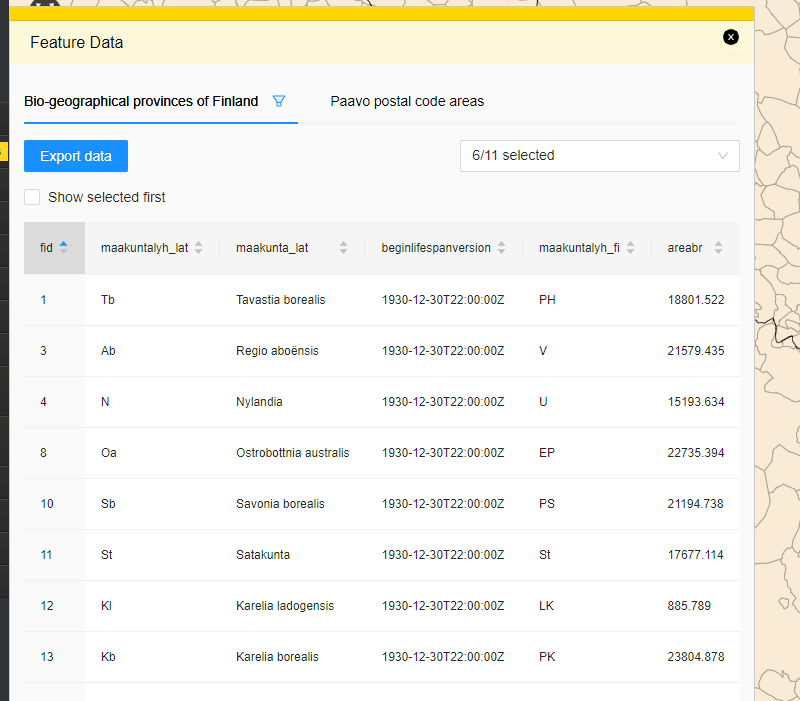 Feature Data
Bio-geographical provinces of Finland Paavo postal code areas
Export data 6/11 selected
Show selected first
fid maakuntalyh_lat maakunta_lat beginlifespanversion maakuntalyh_fi areabr
1 Tb Tavastia borealis 1930-12-30T22:00:00Z PH 18801.522
3 Ab Regio aboënsis 1930-12-30T22:00:00Z V 21579.435
4 N Nylandia 1930-12-30T22:00:00Z U 15193.634
8 Oa Ostrobottnia australis 1930-12-30T22:00:00Z EP 22735.394
10 Sb Savonia borealis 1930-12-30T22:00:00Z PS 21194.738
11 St Satakunta 1930-12-30T22:00:00Z St 17677.114
12 Kl Karelia ladogensis 1930-12-30T22:00:00Z LK 885.789
13 Kb Karelia borealis 1930-12-30T22:00:00Z PK 23804.878